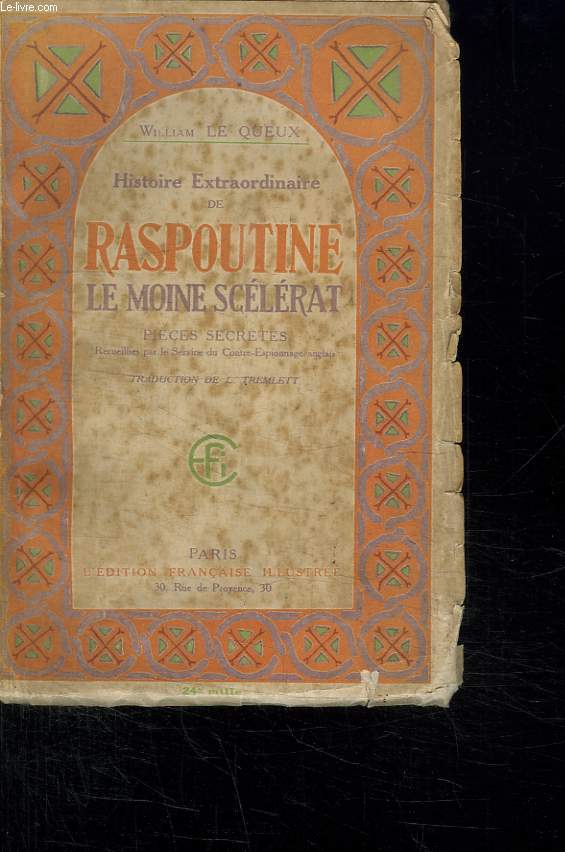 Le-livre.com
WILLIAM LE QUEUX
Histoire Extraordinaire
DE
RASPOUTINE
LE MOINE SCÉLÉRAT
PIÈCES SECRÈTES
Recueillies par le Service du Contre-Espionnage anglais
TRADUCTION DE L. TREMLETT
EFI
PARIS
L'ÉDITION FRANÇAISE ILLUSTRÉE
30, Rue de Provence, 30
24e mille